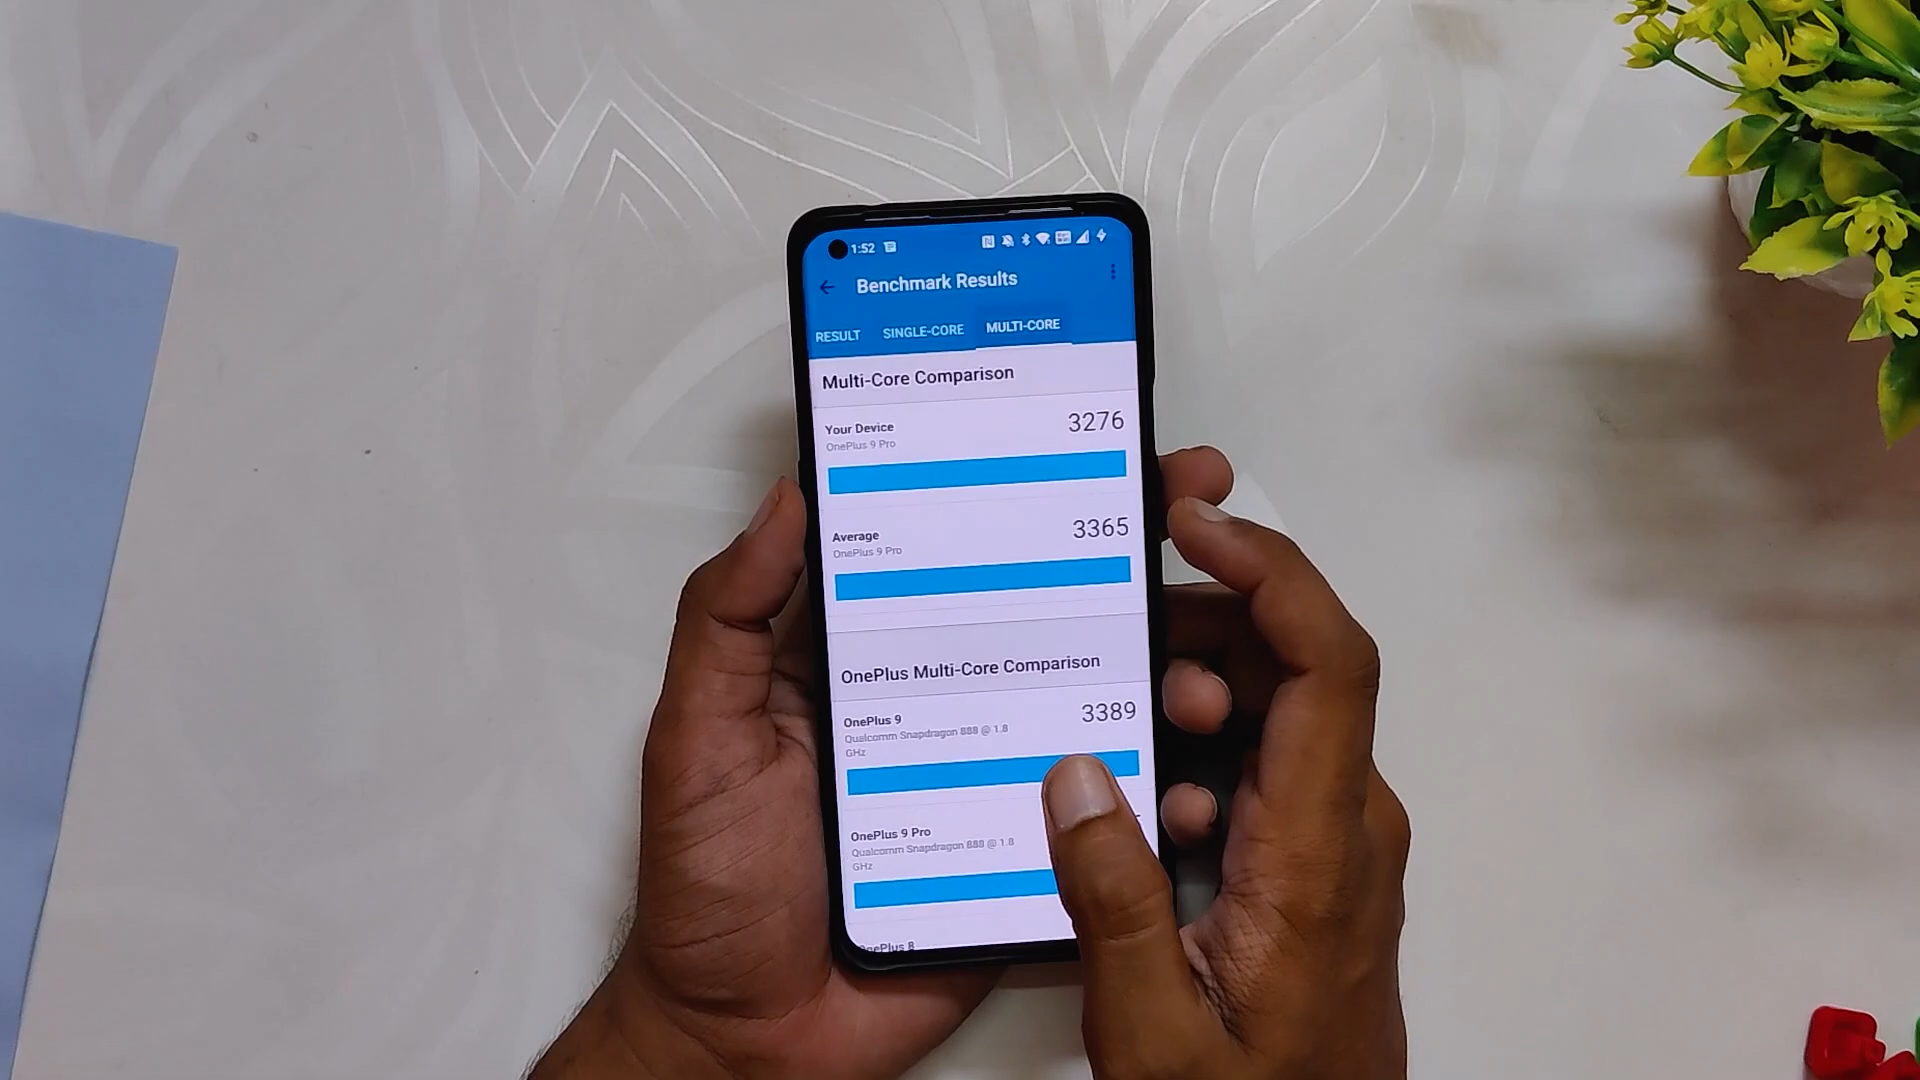 1:52
Benchmark Results
RESULT SINGLE-CORE MULTI-CORE
Multi-Core Comparison
Your Device 3276
OnePlus 9 Pro
Average 3365
OnePlus 9 Pro
OnePlus Multi-Core Comparison
OnePlus 9 3389
Qualcomm Snapdragon 888 @ 1.8
GHz
OnePlus 9 Pro
Qualcomm Snapdragon 888 @ 1.8
GHz
OnePlus 8